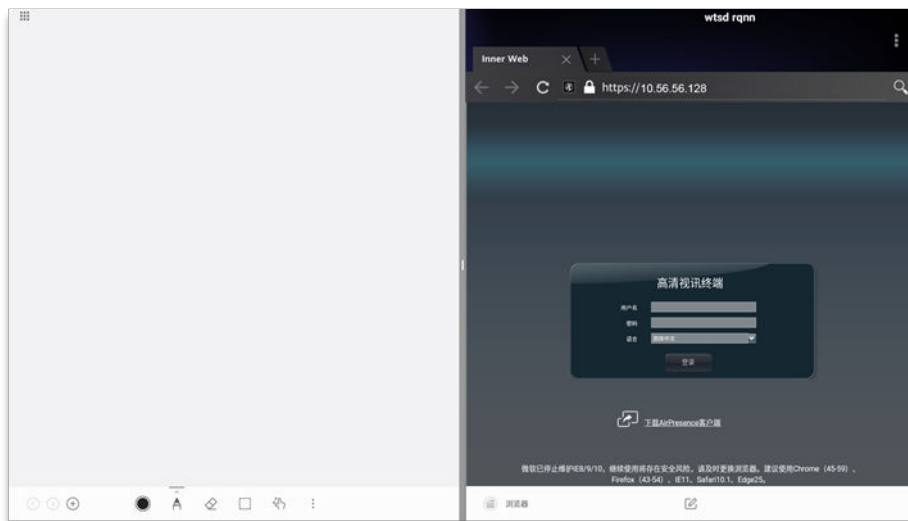 wtsd rqnn
Inner Web
https://10.56.56.128
高清视讯终端
用户名
密码
语言 简体中文
登录
下载AirPresence客户端
微软已停止维护IE8/9/10，继续使用将存在安全风险，请及时更换浏览器。建议使用Chrome（45-59）、
Firefox（43-54）、IE11、Safari10.1、Edge25。
浏览器